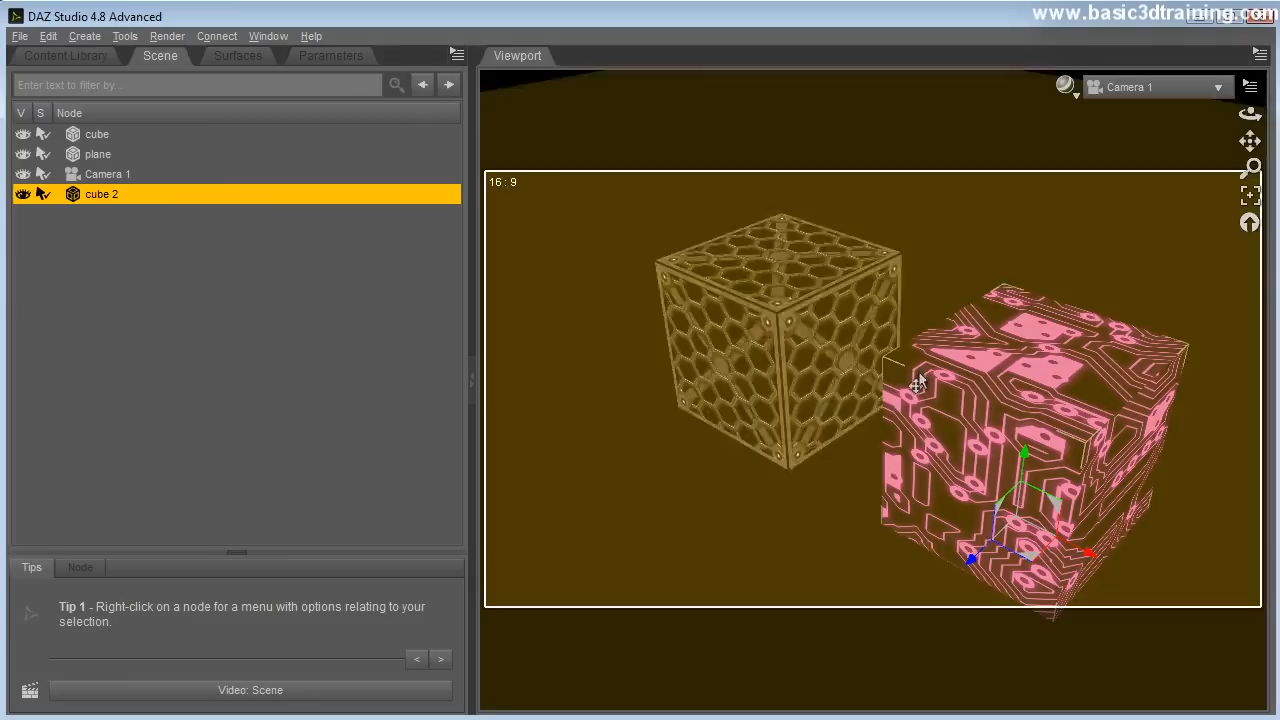 www.basic3dtraining.com
DAZ Studio 4.8 Advanced
File Edit Create Tools Render Connect Window Help
Content Library Scene Surfaces Parameters
Viewport
Enter text to filter by...
Camera 1
V S Node
cube
plane
Camera 1
cube 2
16 : 9
Tips Node
Tip 1 - Right-click on a node for a menu with options relating to your
selection.
< >
Video: Scene